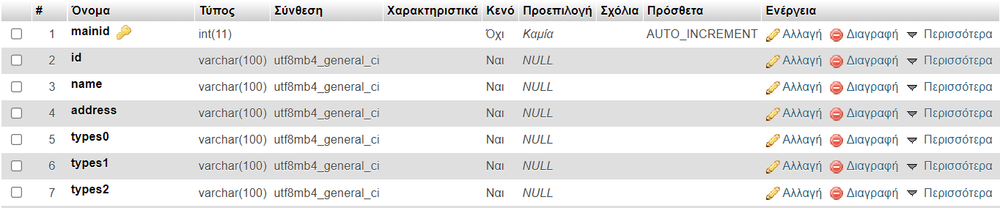 # Όνομα Τύπος Σύνθεση Χαρακτηριστικά Κενό Προεπιλογή Σχόλια Πρόσθετα Ενέργεια
1 mainid int(11) Όχι Καμία AUTO_INCREMENT Αλλαγή Διαγραφή Περισσότερα
2 id varchar(100) utf8mb4_general_ci Ναι NULL Αλλαγή Διαγραφή Περισσότερα
3 name varchar(100) utf8mb4_general_ci Ναι NULL Αλλαγή Διαγραφή Περισσότερα
4 address varchar(100) utf8mb4_general_ci Ναι NULL Αλλαγή Διαγραφή Περισσότερα
5 types0 varchar(100) utf8mb4_general_ci Ναι NULL Αλλαγή Διαγραφή Περισσότερα
6 types1 varchar(100) utf8mb4_general_ci Ναι NULL Αλλαγή Διαγραφή Περισσότερα
7 types2 varchar(100) utf8mb4_general_ci Ναι NULL Αλλαγή Διαγραφή Περισσότερα